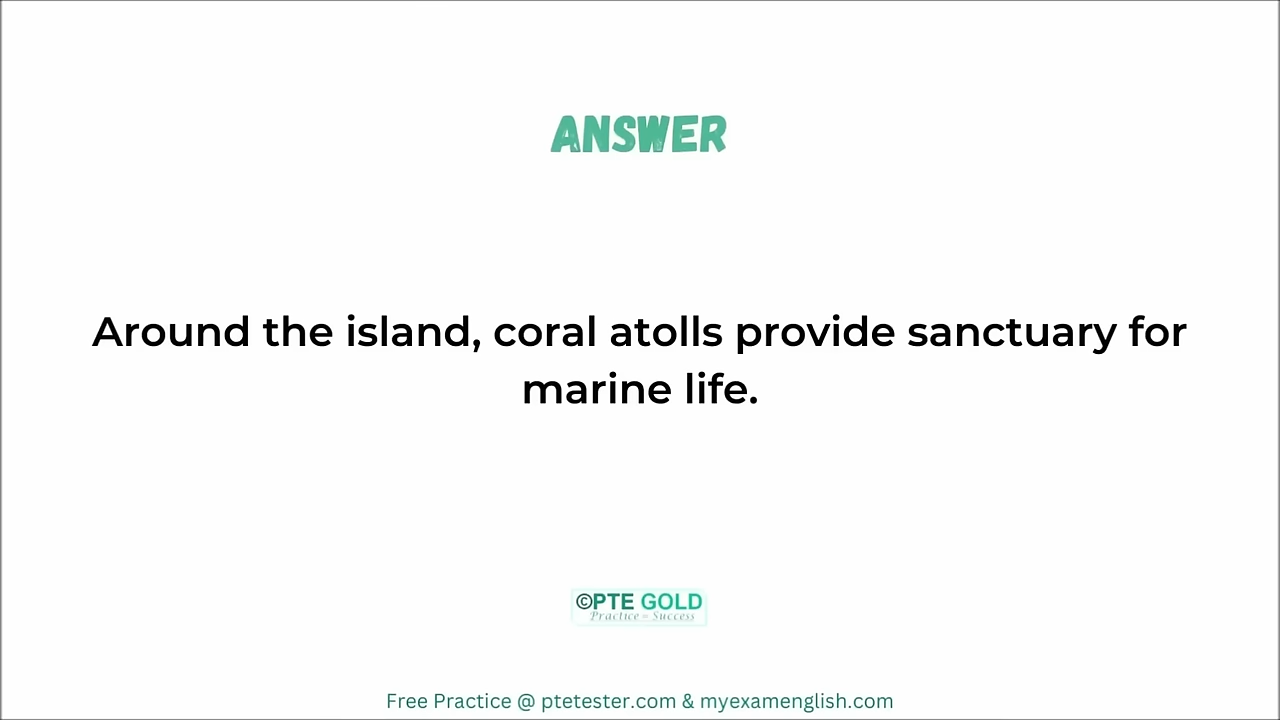 ANSWER
Around the island, coral atolls provide sanctuary for
marine life.
©PTE GOLD
Practice = Success
Free Practice @ ptetester.com & myexamenglish.com